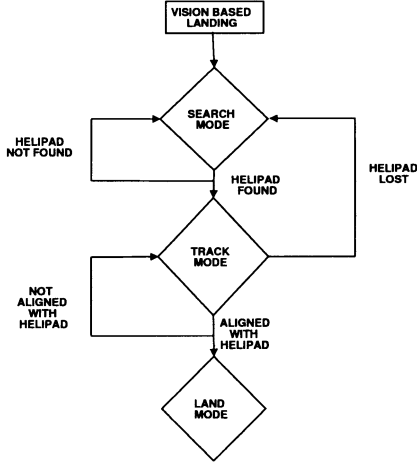 VISION BASED
LANDING
SEARCH
MODE
HELIPAD
NOT FOUND
HELIPAD
FOUND
HELIPAD
LOST
TRACK
MODE
NOT
ALIGNED
WITH
HELIPAD
ALIGNED
WITH
HELIPAD
LAND
MODE